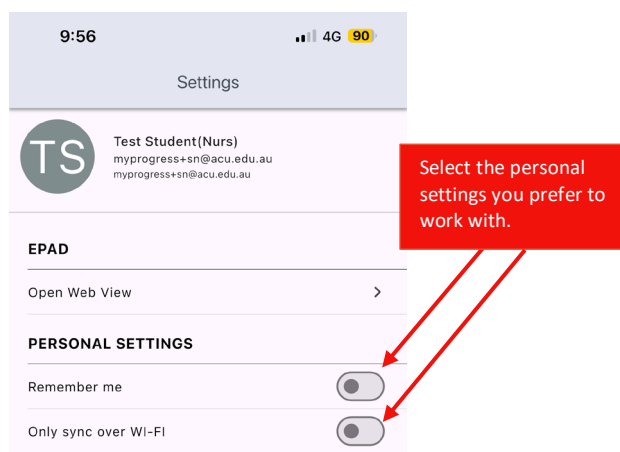 9:56
4G 90
Settings
TS
Test Student(Nurs)
myprogress+sn@acu.edu.au
myprogress+sn@acu.edu.au
Select the personal
settings you prefer to
work with.
EPAD
Open Web View
PERSONAL SETTINGS
Remember me
Only sync over WI-FI